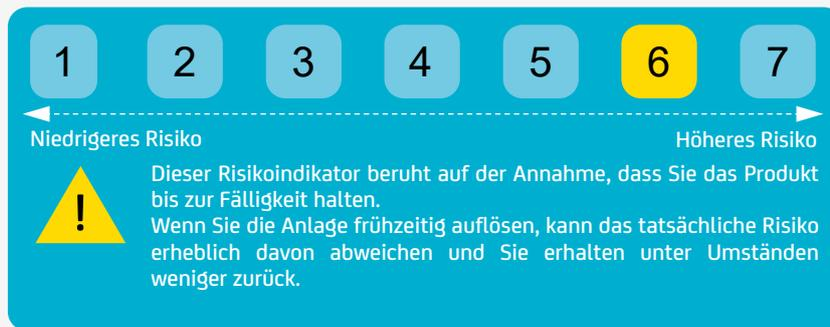 1 2 3 4 5 6 7
Niedrigeres Risiko Höheres Risiko
!
Dieser Risikoindikator beruht auf der Annahme, dass Sie das Produkt
bis zur Fälligkeit halten.
Wenn Sie die Anlage frühzeitig auflösen, kann das tatsächliche Risiko
erheblich davon abweichen und Sie erhalten unter Umständen
weniger zurück.